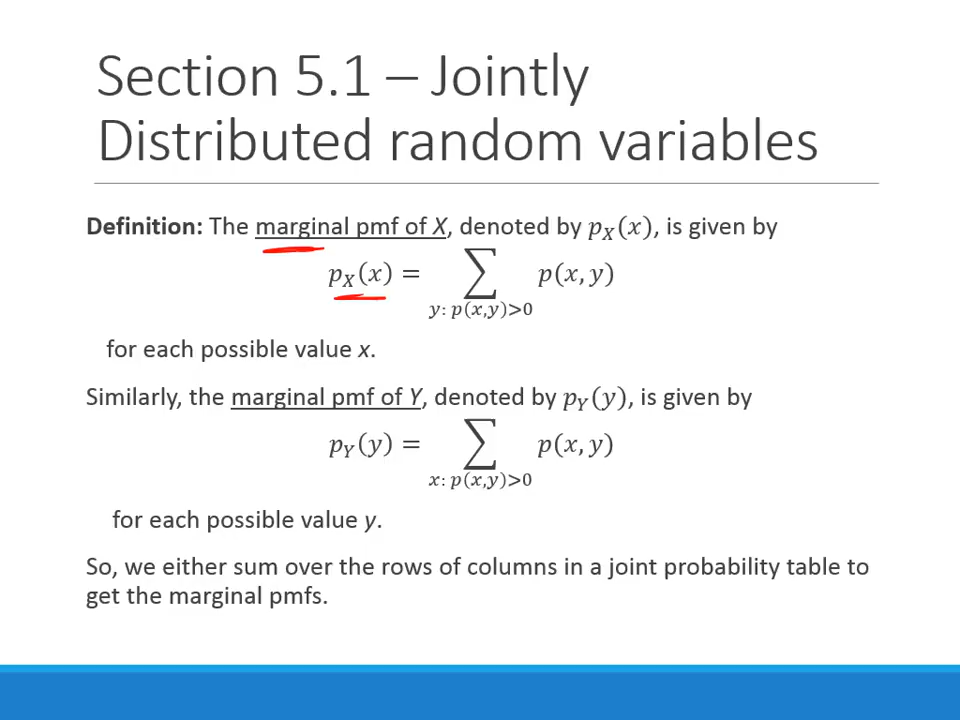 Section 5.1 – Jointly
Distributed random variables
Definition: The marginal pmf of X, denoted by p_X(x), is given by
p_X(x) = ∑_{y: p(x,y)>0} p(x, y)
for each possible value x.
Similarly, the marginal pmf of Y, denoted by p_Y(y), is given by
p_Y(y) = ∑_{x: p(x,y)>0} p(x, y)
for each possible value y.
So, we either sum over the rows of columns in a joint probability table to
get the marginal pmfs.